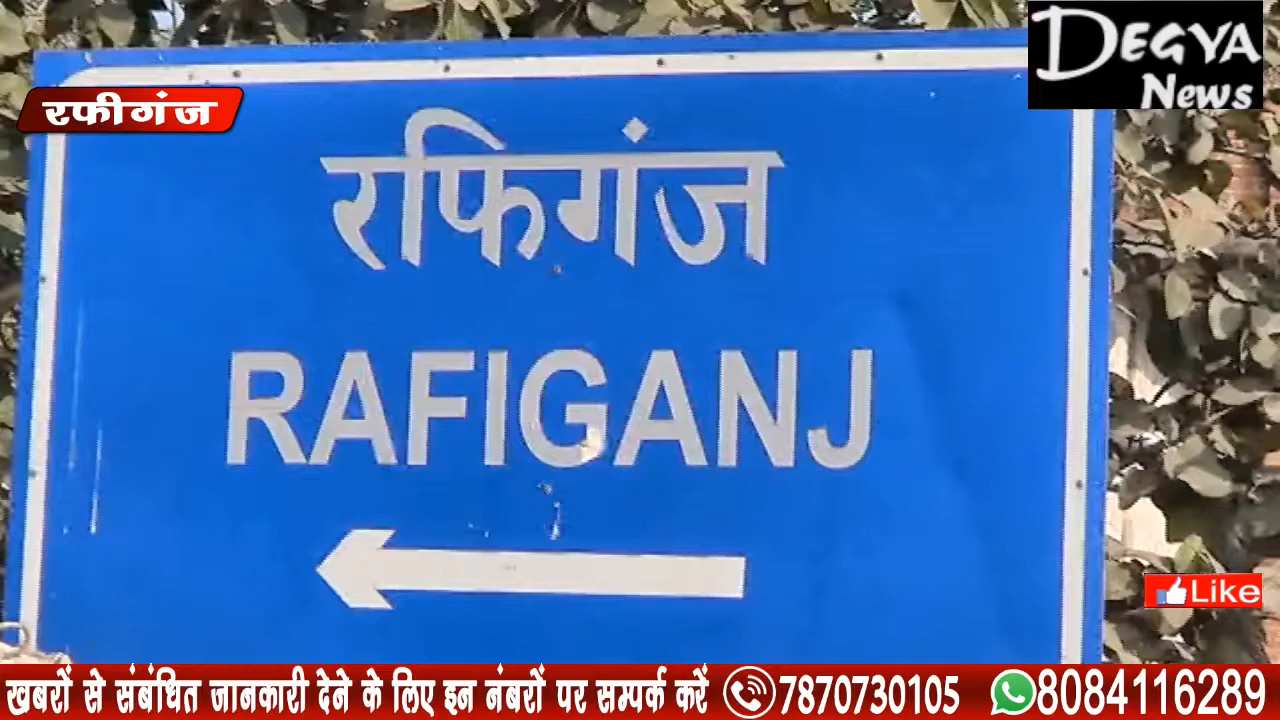 DEGYA
News
रफीगंज
रफिगंज
RAFIGANJ
Like
खबरों से संबंधित जानकारी देने के लिए इन नंबरों पर सम्पर्क करें 7870730105 8084116289